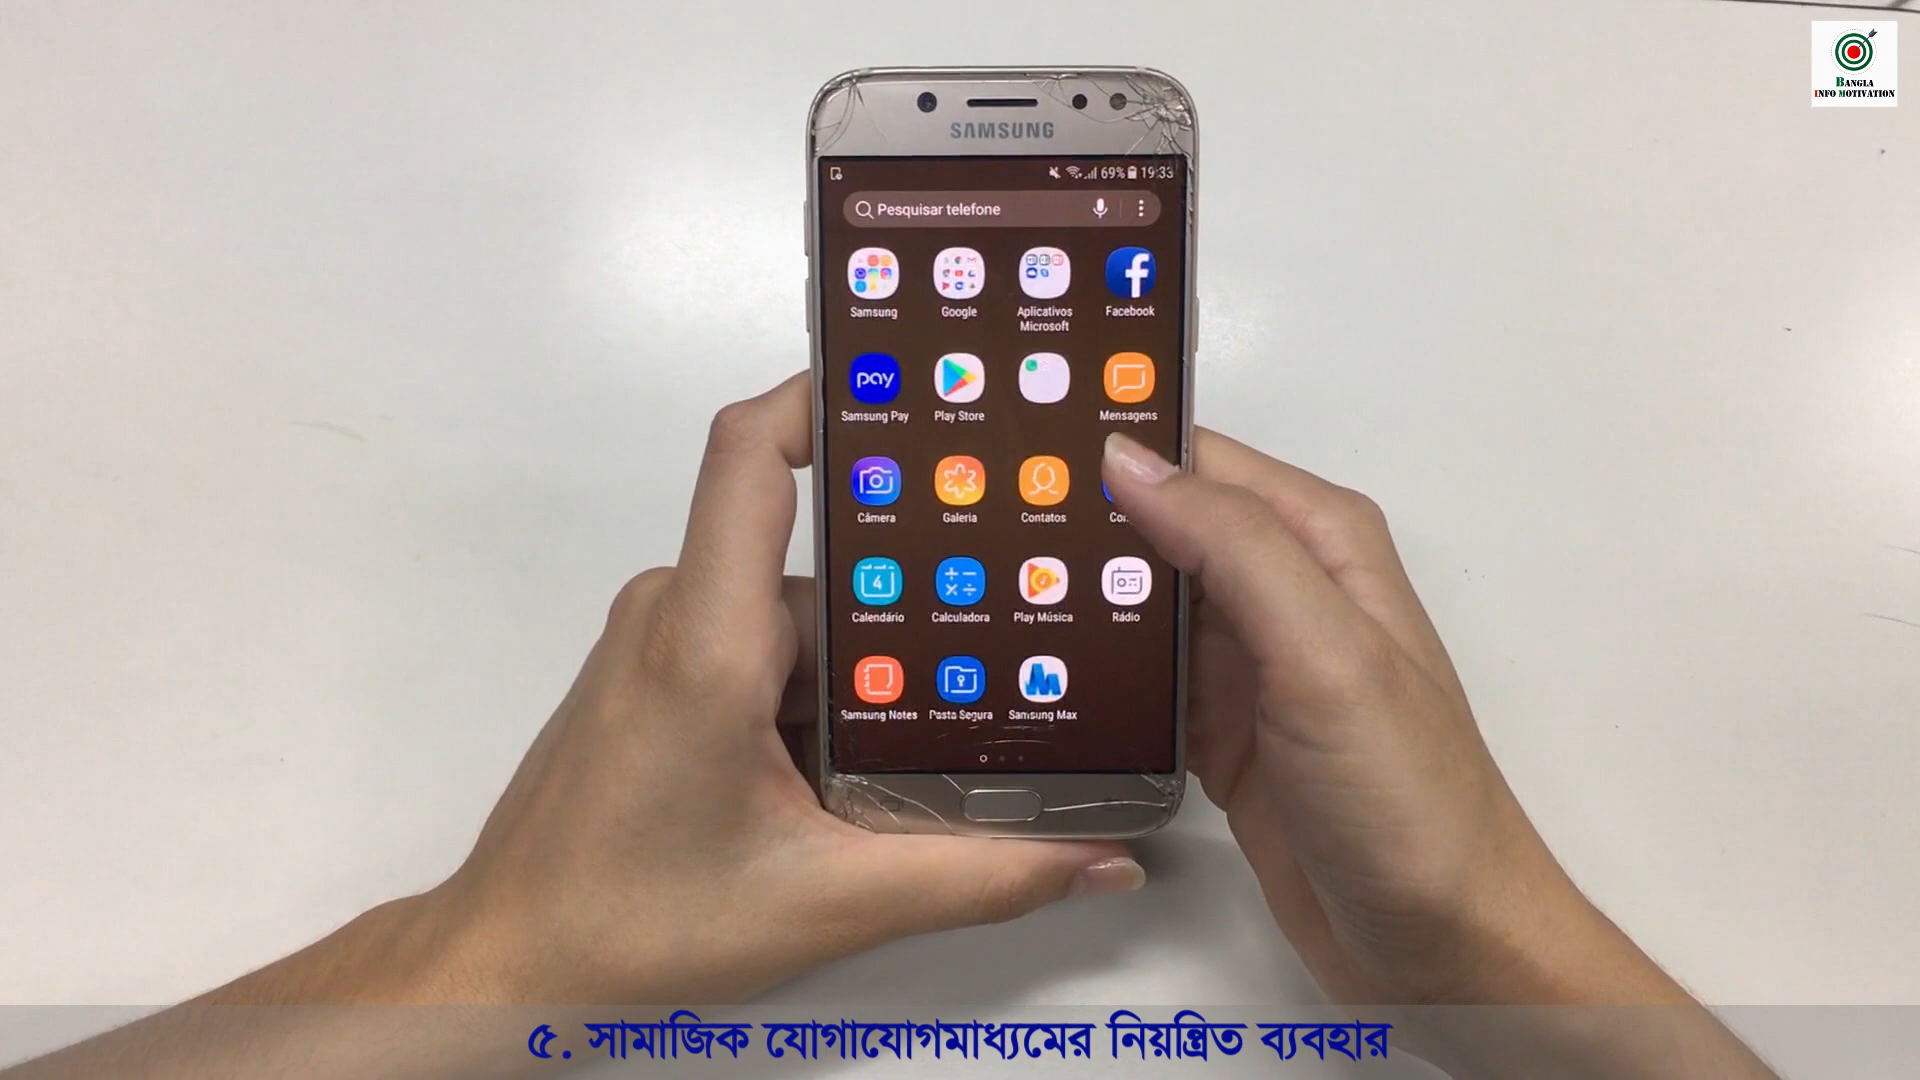 BANGLA
INFO MOTIVATION
SAMSUNG
69% 19:33
Pesquisar telefone
Samsung
Google
Aplicativos
Microsoft
Facebook
Samsung Pay
pay
Play Store
Mensagens
Câmera
Galeria
Contatos
4
Calendário
Calculadora
Play Música
Rádio
Samsung Notes
Pasta Segura
Samsung Max
৫. সামাজিক যোগাযোগমাধ্যমের নিয়ন্ত্রিত ব্যবহার